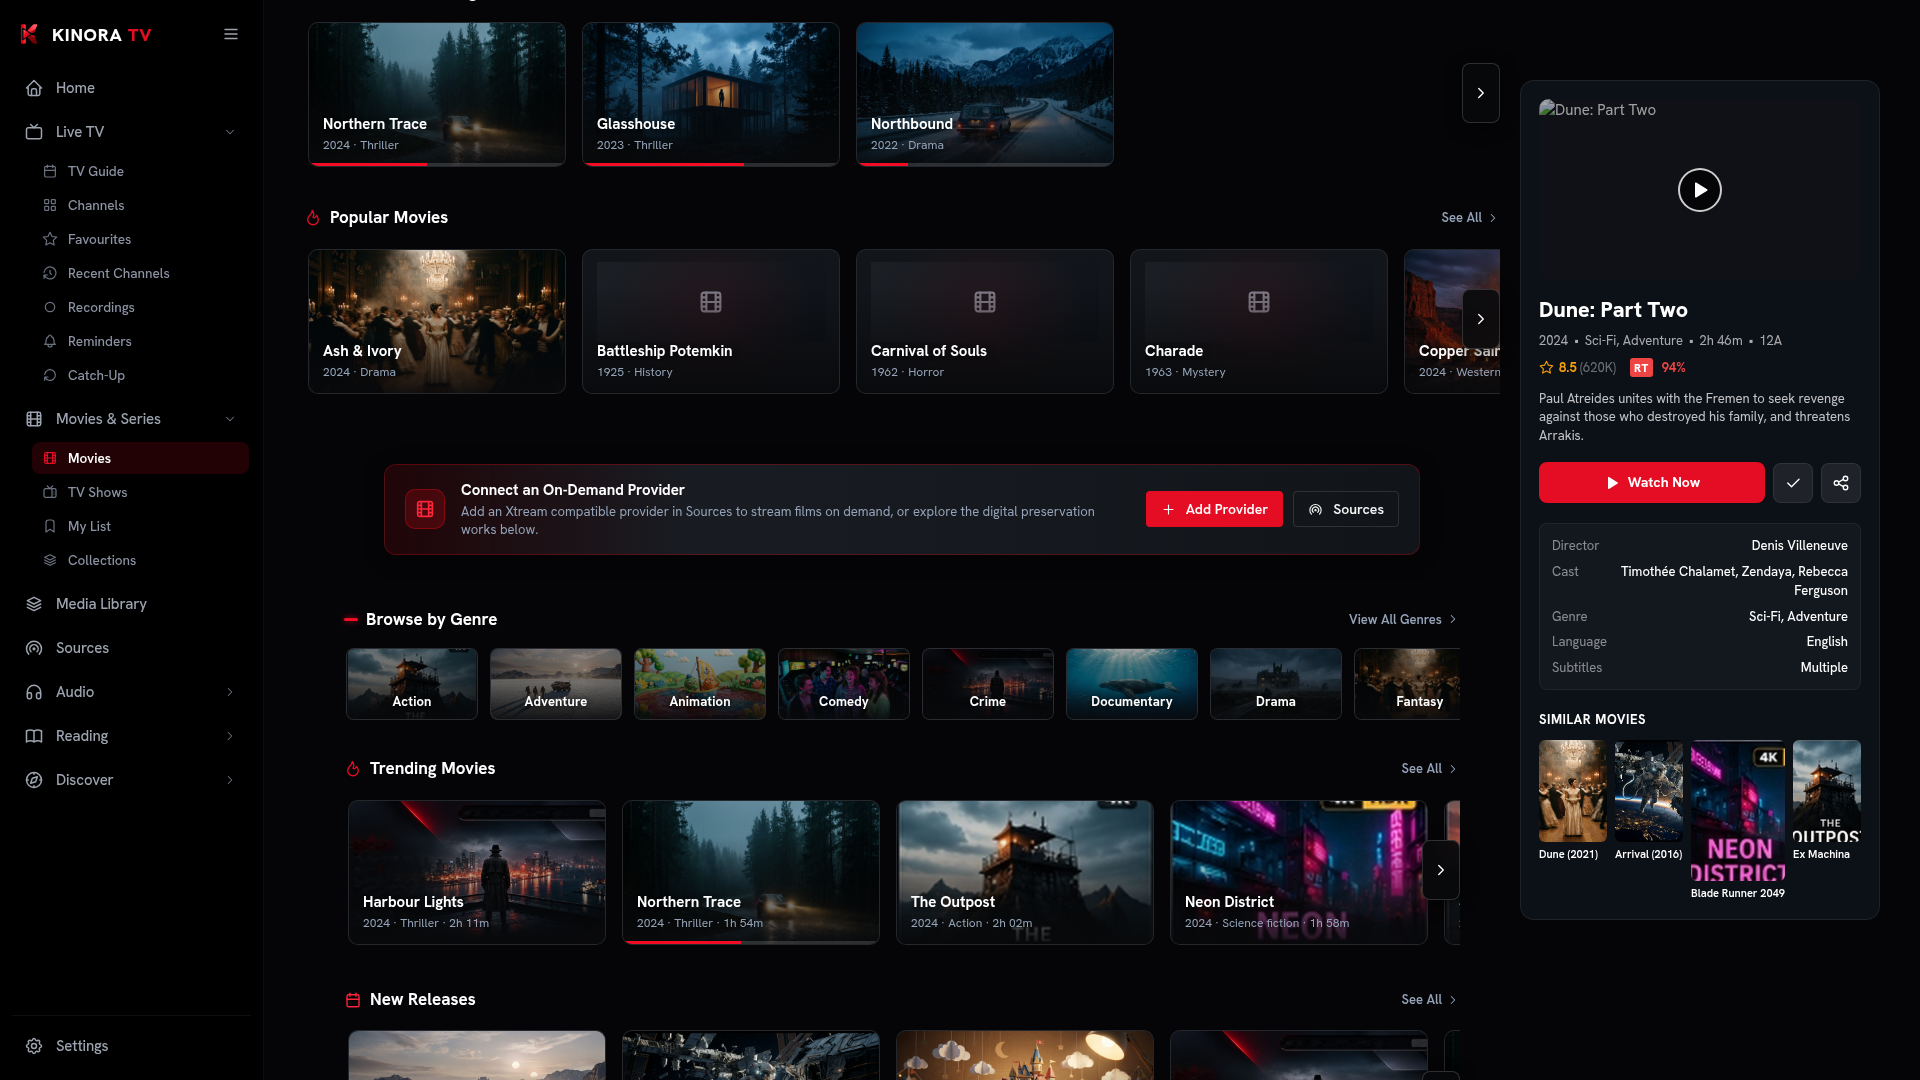 KINORA TV
Home
Live TV
TV Guide
Channels
Favourites
Recent Channels
Recordings
Reminders
Catch-Up
Movies & Series
Movies
TV Shows
My List
Collections
Media Library
Sources
Audio
Reading
Discover
Settings
Northern Trace
2024 · Thriller
Glasshouse
2023 · Thriller
Northbound
2022 · Drama
Popular Movies
See All
Ash & Ivory
2024 · Drama
Battleship Potemkin
1925 · History
Carnival of Souls
1962 · Horror
Charade
1963 · Mystery
Copper
2024 · Western
Connect an On-Demand Provider
Add an Xtream compatible provider in Sources to stream films on demand, or explore the digital preservation
works below.
Add Provider
Sources
Browse by Genre
View All Genres
Action
Adventure
Animation
Comedy
Crime
Documentary
Drama
Fantasy
THE
Trending Movies
See All
Harbour Lights
2024 · Thriller · 2h 11m
Northern Trace
2024 · Thriller · 1h 54m
The Outpost
2024 · Action · 2h 02m
THE
Neon District
2024 · Science fiction · 1h 58m
NEON
New Releases
See All
Dune: Part Two
Dune: Part Two
2024 • Sci-Fi, Adventure • 2h 46m • 12A
8.5 (620K) RT 94%
Paul Atreides unites with the Fremen to seek revenge
against those who destroyed his family, and threatens
Arrakis.
Watch Now
Director Denis Villeneuve
Cast Timothée Chalamet, Zendaya, Rebecca
Ferguson
Genre Sci-Fi, Adventure
Language English
Subtitles Multiple
SIMILAR MOVIES
4K
NEON
DISTRICT
THE
OUTPOST
Dune (2021)
Arrival (2016)
Blade Runner 2049
Ex Machina